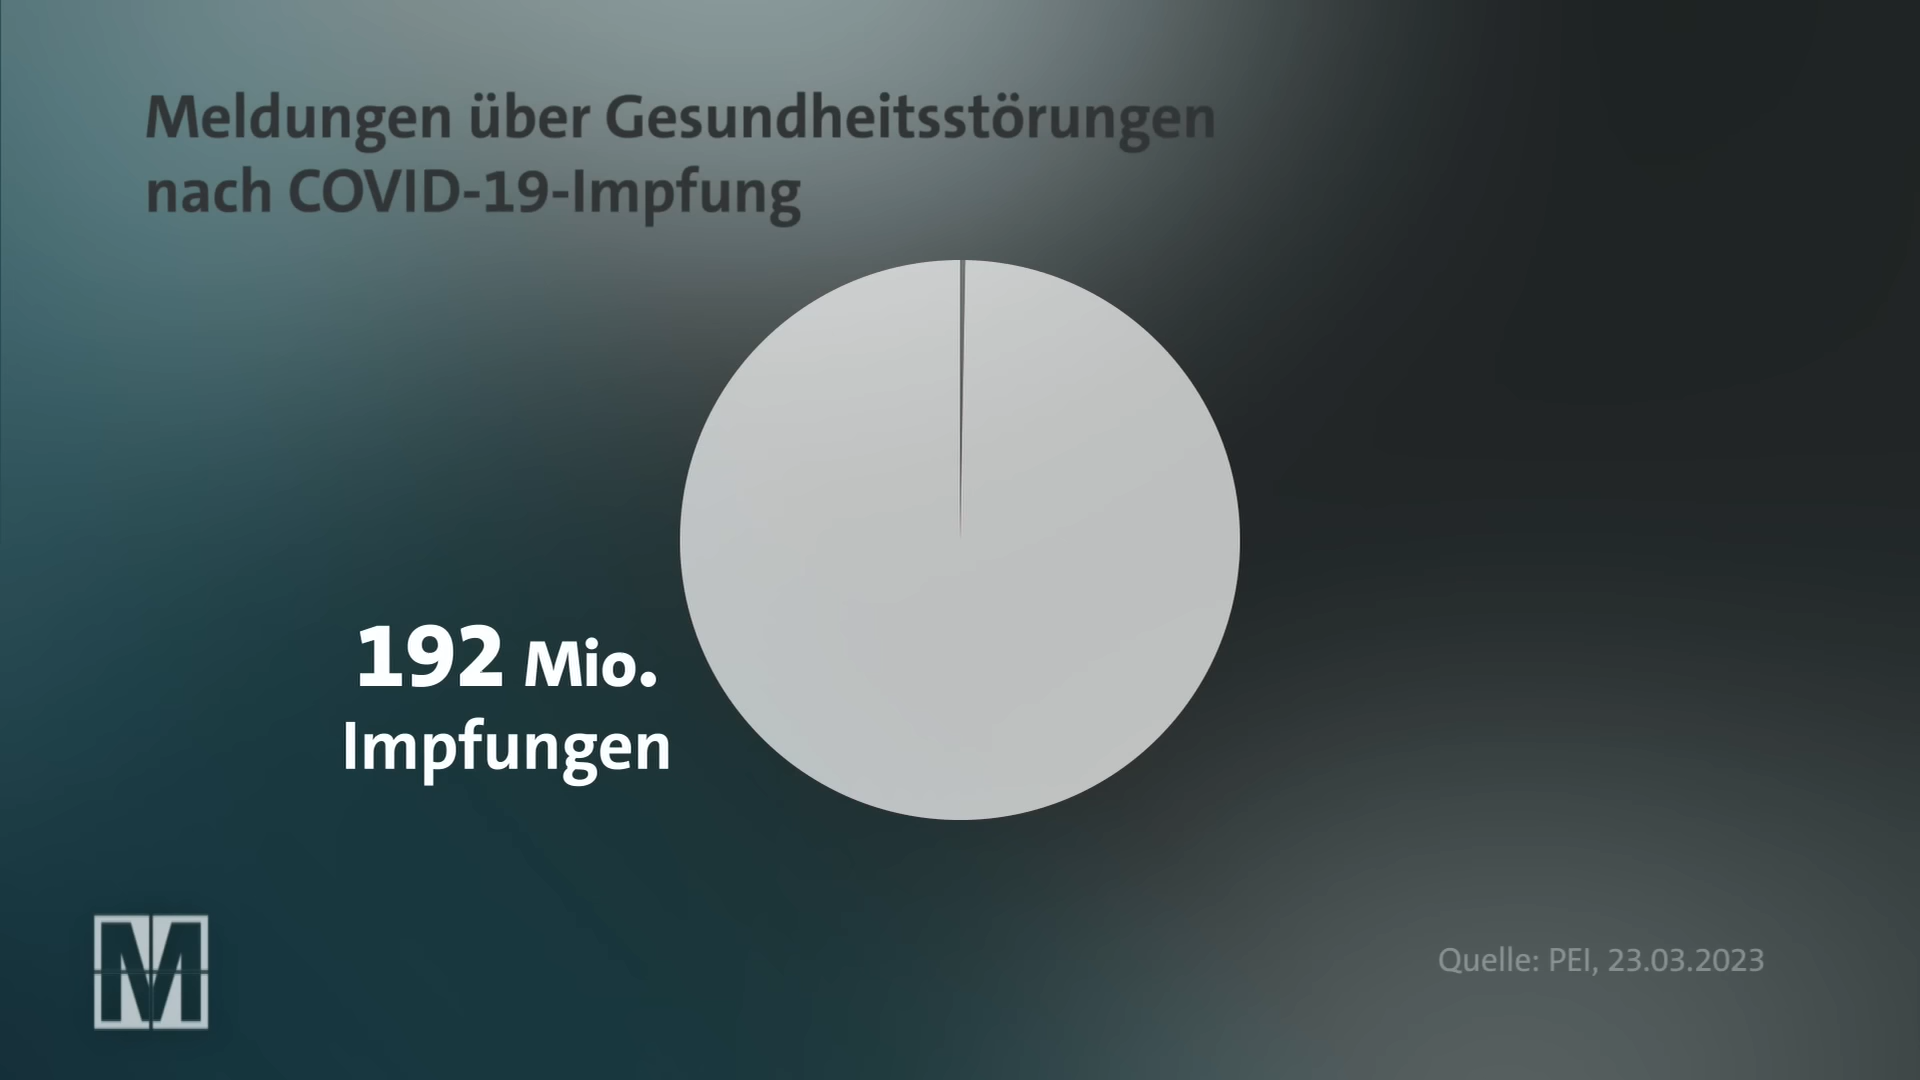 Meldungen über Gesundheitsstörungen
nach COVID-19-Impfung
192 Mio.
Impfungen
M
Quelle: PEI, 23.03.2023